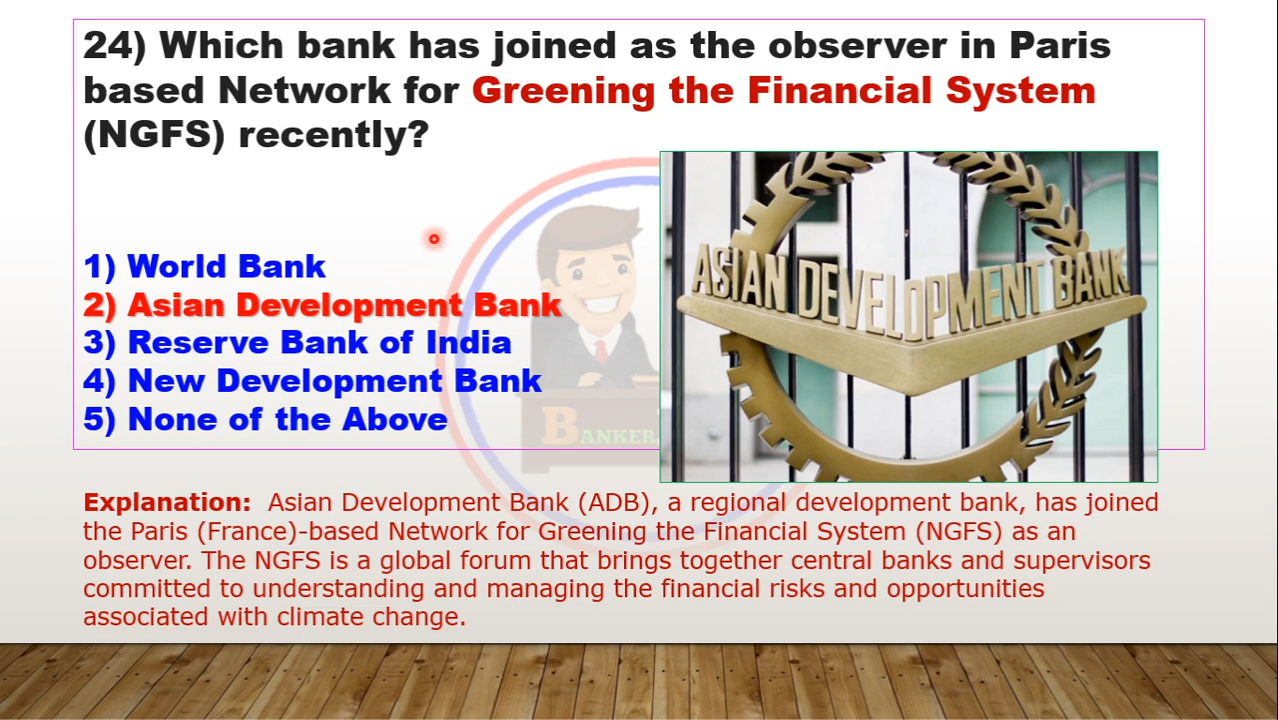 24) Which bank has joined as the observer in Paris
based Network for Greening the Financial System
(NGFS) recently?
1) World Bank
2) Asian Development Bank
3) Reserve Bank of India
4) New Development Bank
5) None of the Above
ASIAN DEVELOPMENT BANK
BANKER
Explanation: Asian Development Bank (ADB), a regional development bank, has joined
the Paris (France)-based Network for Greening the Financial System (NGFS) as an
observer. The NGFS is a global forum that brings together central banks and supervisors
committed to understanding and managing the financial risks and opportunities
associated with climate change.